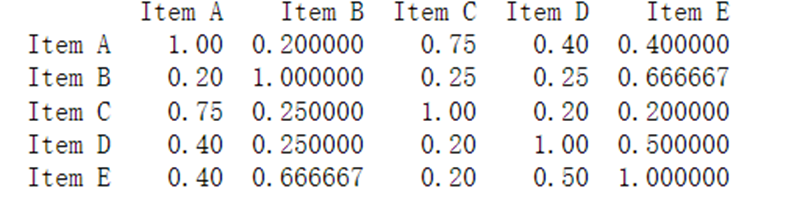 Item A Item B Item C Item D Item E
Item A 1.00 0.200000 0.75 0.40 0.400000
Item B 0.20 1.000000 0.25 0.25 0.666667
Item C 0.75 0.250000 1.00 0.20 0.200000
Item D 0.40 0.250000 0.20 1.00 0.500000
Item E 0.40 0.666667 0.20 0.50 1.000000